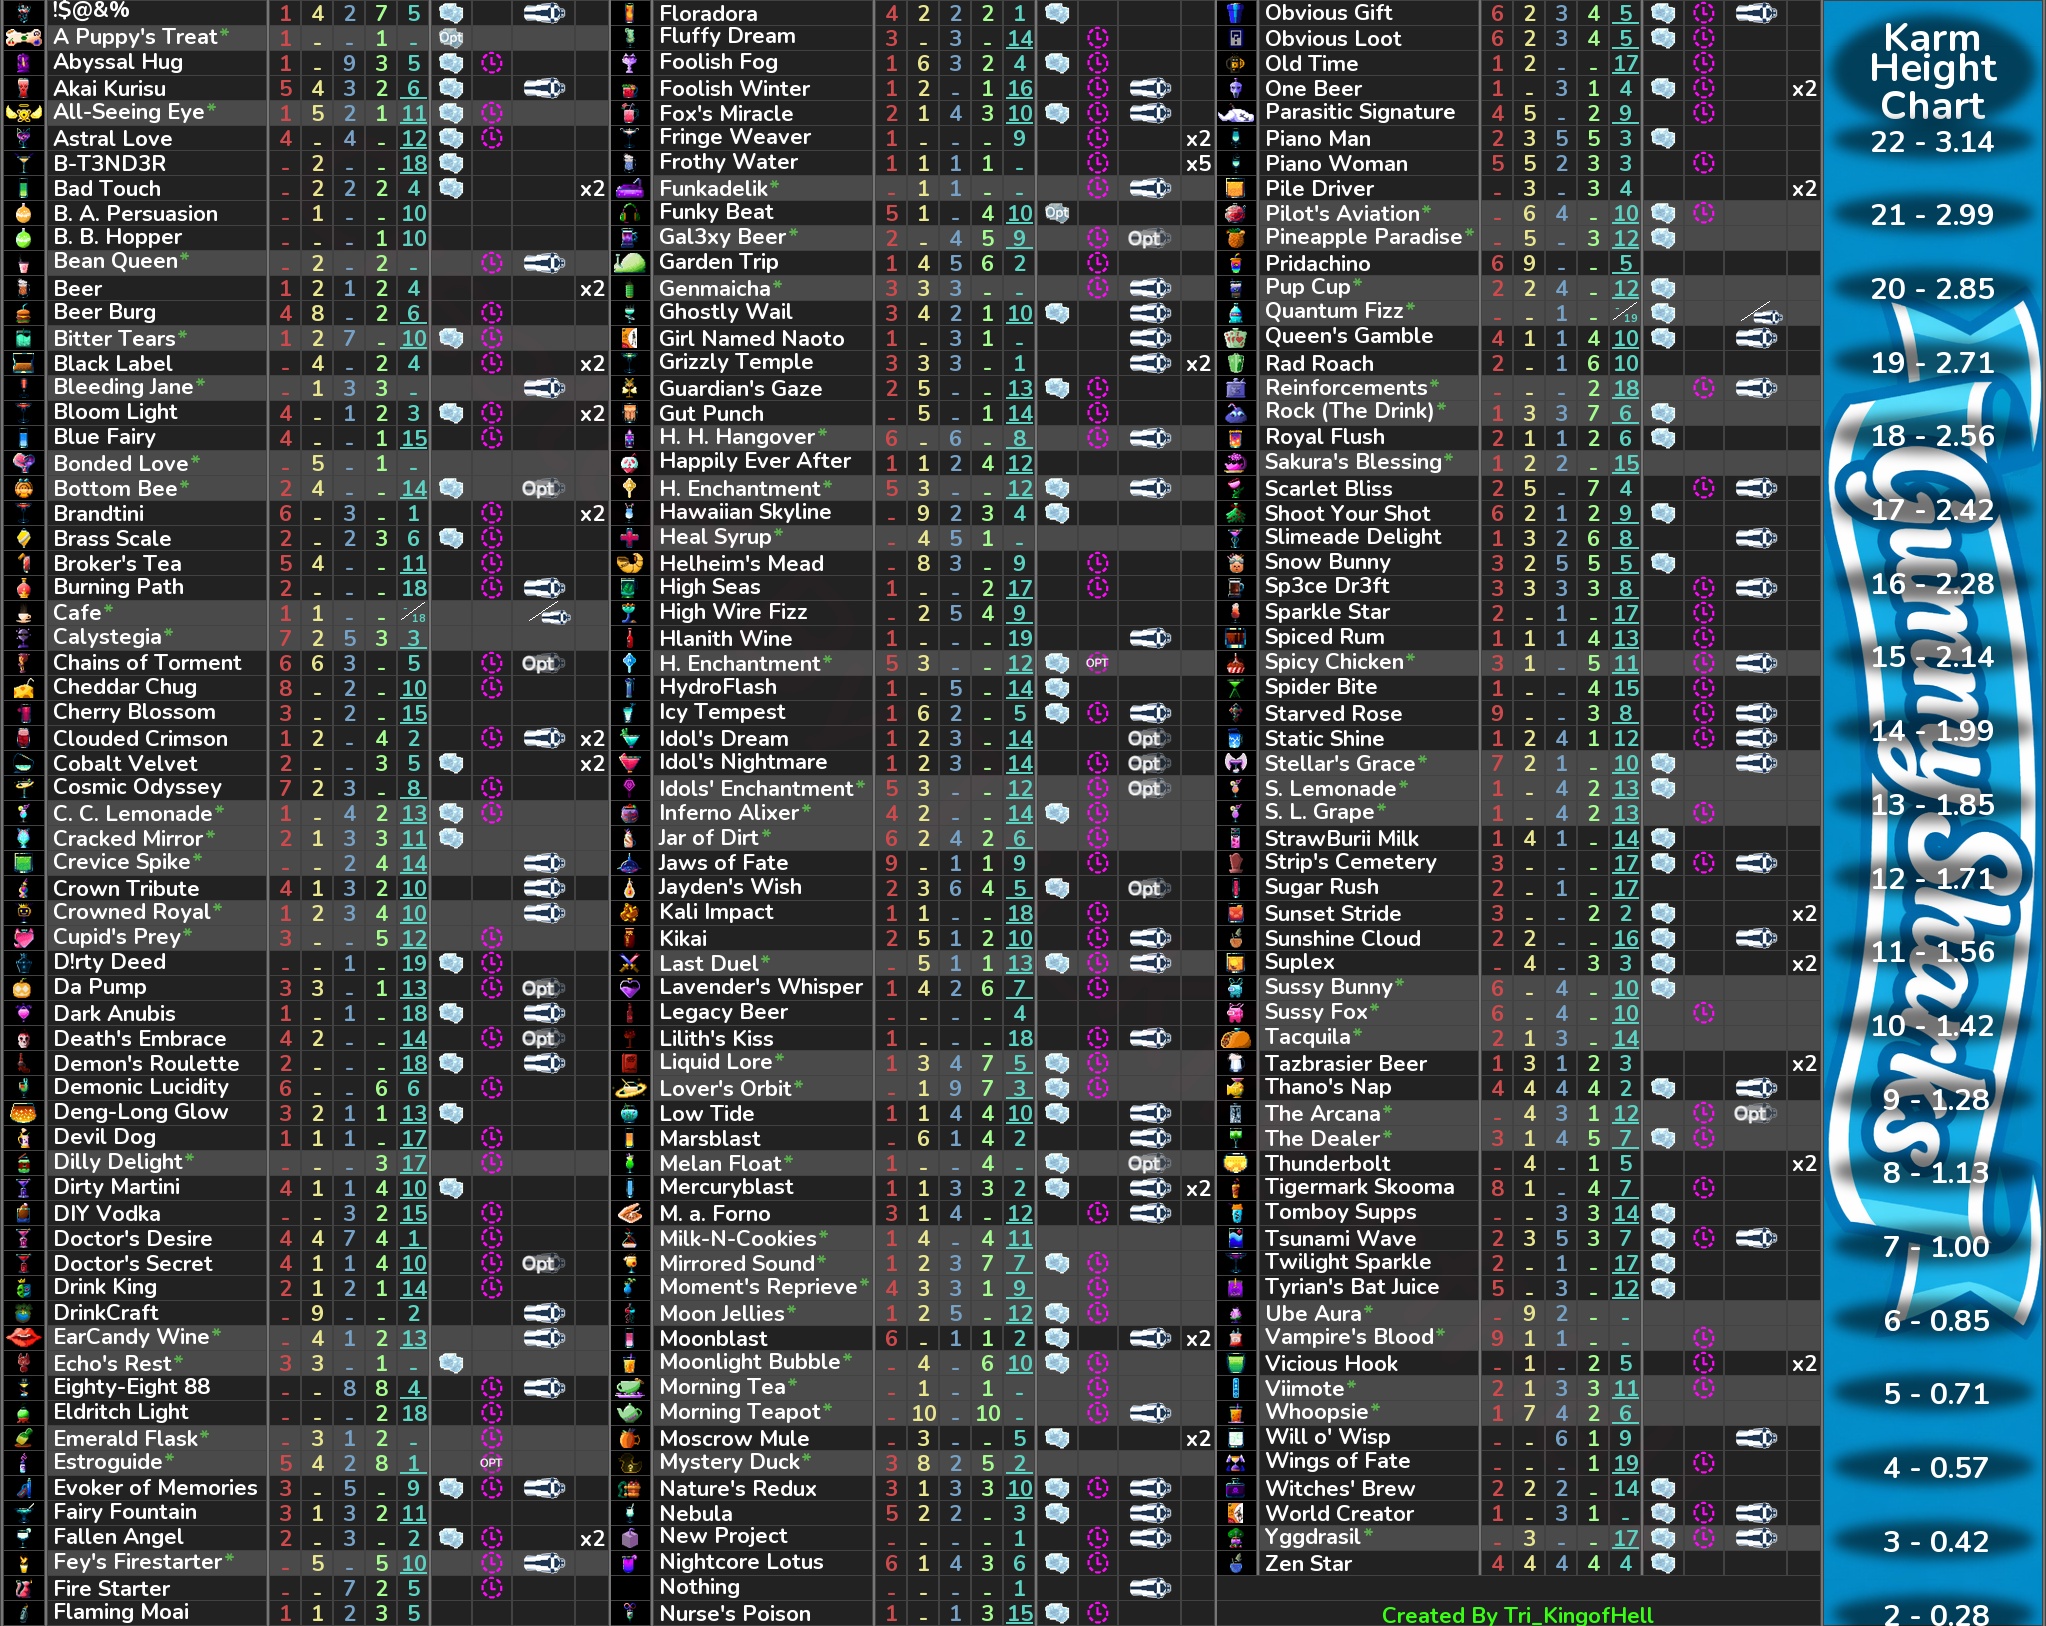 !$@&% 1 4 2 7 5
A Puppy's Treat* 1 - - 1 - Opt
Abyssal Hug 1 - 9 3 5
Akai Kurisu 5 4 3 2 6
All-Seeing Eye* 1 5 2 1 11
Astral Love 4 - 4 - 12
B-T3ND3R - 2 - - 18
Bad Touch - 2 2 2 4 x2
B. A. Persuasion - 1 - - 10
B. B. Hopper - - - 1 10
Bean Queen* - 2 - 2 -
Beer 1 2 1 2 4 x2
Beer Burg 4 8 - 2 6
Bitter Tears* 1 2 7 - 10
Black Label - 4 - 2 4 x2
Bleeding Jane* - 1 3 3 -
Bloom Light 4 - 1 2 3 x2
Blue Fairy 4 - - 1 15
Bonded Love* - 5 - 1 -
Bottom Bee* 2 4 - - 14 Opt
Brandtini 6 - 3 - 1 x2
Brass Scale 2 - 2 3 6
Broker's Tea 5 4 - - 11
Burning Path 2 - - - 18
Cafe* 1 1 - - -/18
Calystegia* 7 2 5 3 3
Chains of Torment 6 6 3 - 5 Opt
Cheddar Chug 8 - 2 - 10
Cherry Blossom 3 - 2 - 15
Clouded Crimson 1 2 - 4 2 x2
Cobalt Velvet 2 - - 3 5 x2
Cosmic Odyssey 7 2 3 - 8
C. C. Lemonade* 1 - 4 2 13
Cracked Mirror* 2 1 3 3 11
Crevice Spike* - - 2 4 14
Crown Tribute 4 1 3 2 10
Crowned Royal* 1 2 3 4 10
Cupid's Prey* 3 - - 5 12
D!rty Deed - - 1 - 19
Da Pump 3 3 - 1 13 Opt
Dark Anubis 1 - 1 - 18
Death's Embrace 4 2 - - 14 Opt
Demon's Roulette 2 - - - 18
Demonic Lucidity 6 - - 6 6
Deng-Long Glow 3 2 1 1 13
Devil Dog 1 1 1 - 17
Dilly Delight* - - - 3 17
Dirty Martini 4 1 1 4 10
DIY Vodka - - 3 2 15
Doctor's Desire 4 4 7 4 1
Doctor's Secret 4 1 1 4 10 Opt
Drink King 2 1 2 1 14
DrinkCraft - 9 - - 2
EarCandy Wine* - 4 1 2 13
Echo's Rest* 3 3 - 1 -
Eighty-Eight 88 - - 8 8 4
Eldritch Light - - - 2 18
Emerald Flask* - 3 1 2 -
Estroguide* 5 4 2 8 1 OPT
Evoker of Memories 3 - 5 - 9
Fairy Fountain 3 1 3 2 11
Fallen Angel 2 - 3 - 2 x2
Fey's Firestarter* - 5 - 5 10
Fire Starter - - 7 2 5
Flaming Moai 1 1 2 3 5
Floradora 4 2 2 2 1
Fluffy Dream 3 - 3 - 14
Foolish Fog 1 6 3 2 4
Foolish Winter 1 2 - 1 16
Fox's Miracle 2 1 4 3 10
Fringe Weaver 1 - - - 9 x2
Frothy Water 1 1 1 1 - x5
Funkadelik* - 1 1 - -
Funky Beat 5 1 - 4 10 Opt
Gal3xy Beer* 2 - 4 5 9 Opt
Garden Trip 1 4 5 6 2
Genmaicha* 3 3 3 - -
Ghostly Wail 3 4 2 1 10
Girl Named Naoto 1 - 3 1 -
Grizzly Temple 3 3 3 - 1 x2
Guardian's Gaze 2 5 - - 13
Gut Punch - 5 - 1 14
H. H. Hangover* 6 - 6 - 8
Happily Ever After 1 1 2 4 12
H. Enchantment* 5 3 - - 12
Hawaiian Skyline - 9 2 3 4
Heal Syrup* - 4 5 1 -
Helheim's Mead - 8 3 - 9
High Seas 1 - - 2 17
High Wire Fizz - 2 5 4 9
Hlanith Wine 1 - - - 19
H. Enchantment* 5 3 - - 12 OPT
HydroFlash 1 - 5 - 14
Icy Tempest 1 6 2 - 5
Idol's Dream 1 2 3 - 14 Opt
Idol's Nightmare 1 2 3 - 14 Opt
Idols' Enchantment* 5 3 - - 12 Opt
Inferno Alixer* 4 2 - - 14
Jar of Dirt* 6 2 4 2 6
Jaws of Fate 9 - 1 1 9
Jayden's Wish 2 3 6 4 5 Opt
Kali Impact 1 1 - - 18
Kikai 2 5 1 2 10
Last Duel* - 5 1 1 13
Lavender's Whisper 1 4 2 6 7
Legacy Beer - - - - 4
Lilith's Kiss 1 - - - 18
Liquid Lore* 1 3 4 7 5
Lover's Orbit* - 1 9 7 3
Low Tide 1 1 4 4 10
Marsblast - 6 1 4 2
Melan Float* 1 - - 4 - Opt
Mercuryblast 1 1 3 3 2 x2
M. a. Forno 3 1 4 - 12
Milk-N-Cookies* 1 4 - 4 11
Mirrored Sound* 1 2 3 7 7
Moment's Reprieve* 4 3 3 1 9
Moon Jellies* 1 2 5 - 12
Moonblast 6 - 1 1 2 x2
Moonlight Bubble* - 4 - 6 10
Morning Tea* - 1 - 1 -
Morning Teapot* - 10 - 10 -
Moscrow Mule - 3 - - 5 x2
Mystery Duck* 3 8 2 5 2
Nature's Redux 3 1 3 3 10
Nebula 5 2 2 - 3
New Project - - - - 1
Nightcore Lotus 6 1 4 3 6
Nothing - - - - 1
Nurse's Poison 1 - 1 3 15
Obvious Gift 6 2 3 4 5
Obvious Loot 6 2 3 4 5
Old Time 1 2 - - 17
One Beer 1 - 3 1 4 x2
Parasitic Signature 4 5 - 2 9
Piano Man 2 3 5 5 3
Piano Woman 5 5 2 3 3
Pile Driver - 3 - 3 4 x2
Pilot's Aviation* - 6 4 - 10
Pineapple Paradise* - 5 - 3 12
Pridachino 6 9 - - 5
Pup Cup* 2 2 4 - 12
Quantum Fizz* - - 1 - -/19
Queen's Gamble 4 1 1 4 10
Rad Roach 2 - 1 6 10
Reinforcements* - - - 2 18
Rock (The Drink)* 1 3 3 7 6
Royal Flush 2 1 1 2 6
Sakura's Blessing* 1 2 2 - 15
Scarlet Bliss 2 5 - 7 4
Shoot Your Shot 6 2 1 2 9
Slimeade Delight 1 3 2 6 8
Snow Bunny 3 2 5 5 5
Sp3ce Dr3ft 3 3 3 3 8
Sparkle Star 2 - 1 - 17
Spiced Rum 1 1 1 4 13
Spicy Chicken* 3 1 - 5 11
Spider Bite 1 - - 4 15
Starved Rose 9 - - 3 8
Static Shine 1 2 4 1 12
Stellar's Grace* 7 2 1 - 10
S. Lemonade* 1 - 4 2 13
S. L. Grape* 1 - 4 2 13
StrawBurii Milk 1 4 1 - 14
Strip's Cemetery 3 - - - 17
Sugar Rush 2 - 1 - 17
Sunset Stride 3 - - 2 2 x2
Sunshine Cloud 2 2 - - 16
Suplex - 4 - 3 3 x2
Sussy Bunny* 6 - 4 - 10
Sussy Fox* 6 - 4 - 10
Tacquila* 2 1 3 - 14
Tazbrasier Beer 1 3 1 2 3 x2
Thano's Nap 4 4 4 4 2
The Arcana* - 4 3 1 12 Opt
The Dealer* 3 1 4 5 7
Thunderbolt - 4 - 1 5 x2
Tigermark Skooma 8 1 - 4 7
Tomboy Supps - - 3 3 14
Tsunami Wave 2 3 5 3 7
Twilight Sparkle 2 - 1 - 17
Tyrian's Bat Juice 5 - 3 - 12
Ube Aura* - 9 2 - -
Vampire's Blood* 9 1 1 - -
Vicious Hook - 1 - 2 5 x2
Viimote* 2 1 3 3 11
Whoopsie* 1 7 4 2 6
Will o' Wisp - - 6 1 9
Wings of Fate - - - 1 19
Witches' Brew 2 2 2 - 14
World Creator 1 - 3 1 -
Yggdrasil* - 3 - - 17
Zen Star 4 4 4 4 4
Created By Tri_KingofHell
Karm
Height
Chart
22 - 3.14
21 - 2.99
20 - 2.85
19 - 2.71
18 - 2.56
17 - 2.42
16 - 2.28
15 - 2.14
14 - 1.99
13 - 1.85
12 - 1.71
11 - 1.56
10 - 1.42
9 - 1.28
8 - 1.13
7 - 1.00
6 - 0.85
5 - 0.71
4 - 0.57
3 - 0.42
2 - 0.28
Gummy Sharks